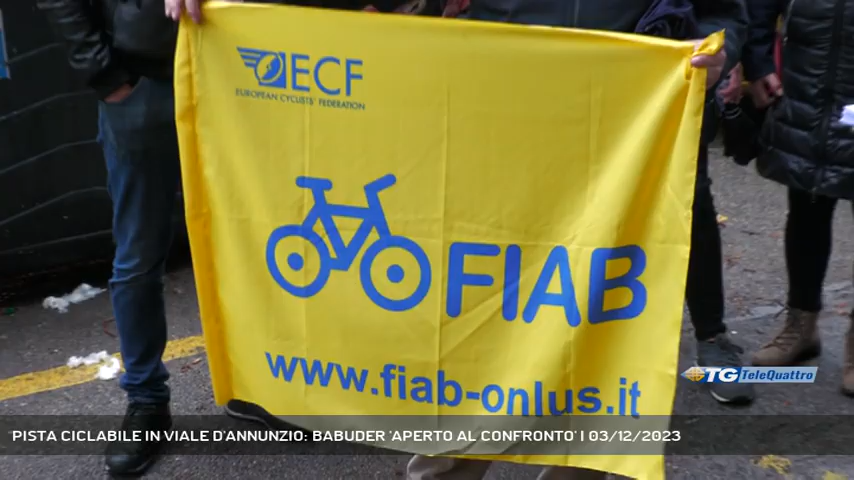 ECF
EUROPEAN CYCLISTS' FEDERATION
FIAB
www.fiab-onlus.it
TG TeleQuattro
'PISTA CICLABILE IN VIALE D'ANNUNZIO: BABUDER 'APERTO AL CONFRONTO' | 03/12/2023